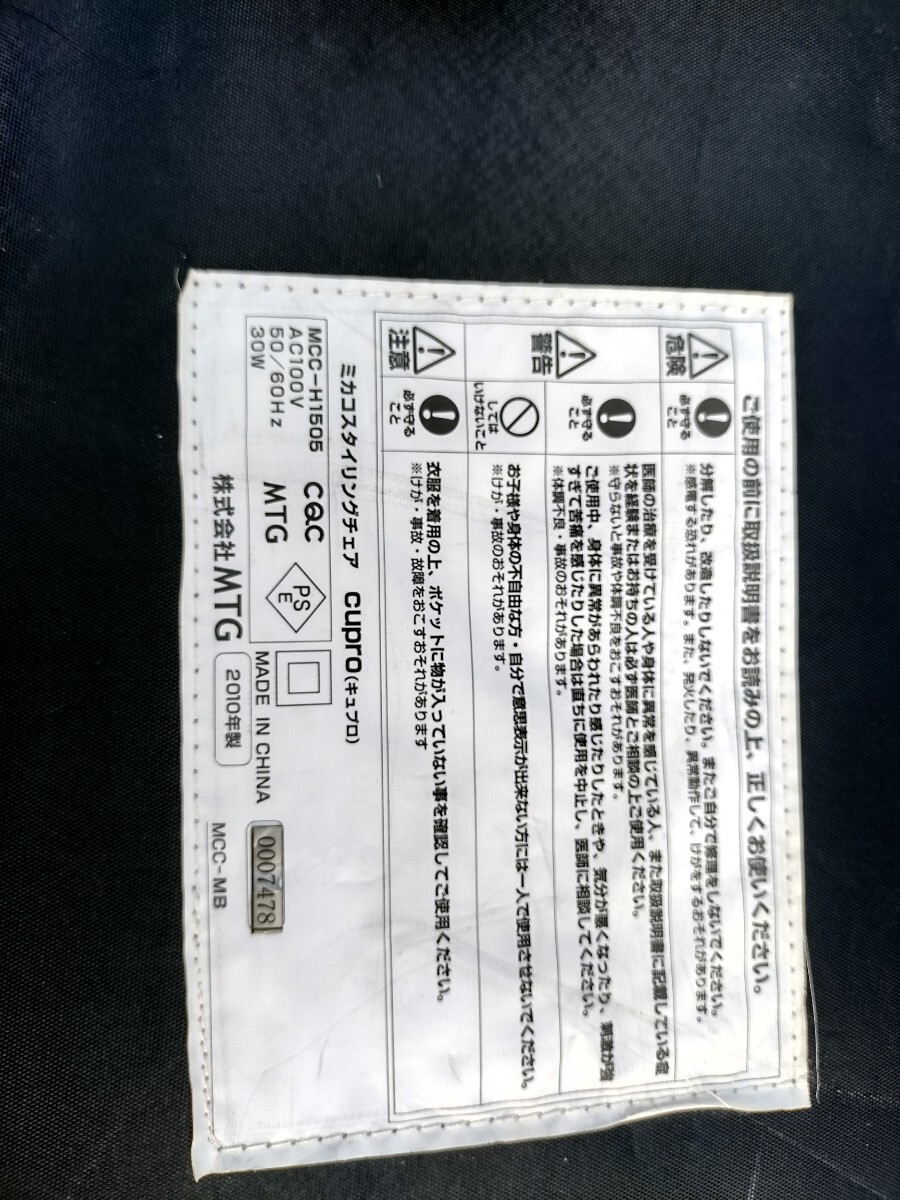 ご使用の前に取扱説明書をお読みの上、正しくお使いください。
危険
必ず守ること
分解したり、改造したりしないでください。またご自分で修理をしないでください。
※感電する恐れがあります。また、発火したり、異常動作して、けがをするおそれがあります。
警告
必ず守ること
医師の治療を受けている人や身体に異常を感じている人、また取扱説明書に記載している症
状を経験またはお持ちの人は必ず医師とご相談の上ご使用ください。
※守らないと事故や体調不良をおこすおそれがあります。
ご使用中、身体に異常があらわれたり感じたりしたときや、気分が悪くなったり、刺激が強
すぎて苦痛を感じたりした場合は直ちに使用を中止し、医師に相談してください。
※体調不良・事故のおそれがあります。
してはいけないこと
お子様や身体の不自由な方・自分で意思表示が出来ない方には一人で使用させないでください。
※けが・事故のおそれがあります。
注意
必ず守ること
衣服を着用の上、ポケットに物が入っていない事を確認してご使用ください。
※けが・事故・故障をおこすおそれがあります
ミカコスタイリングチェア cupro(キュプロ)
MCC-H1505
AC100V
50/60Hz
30W
CQC
MTG
PS
E
MADE IN CHINA
0007478
株式会社MTG
2010年製
MCC-MB